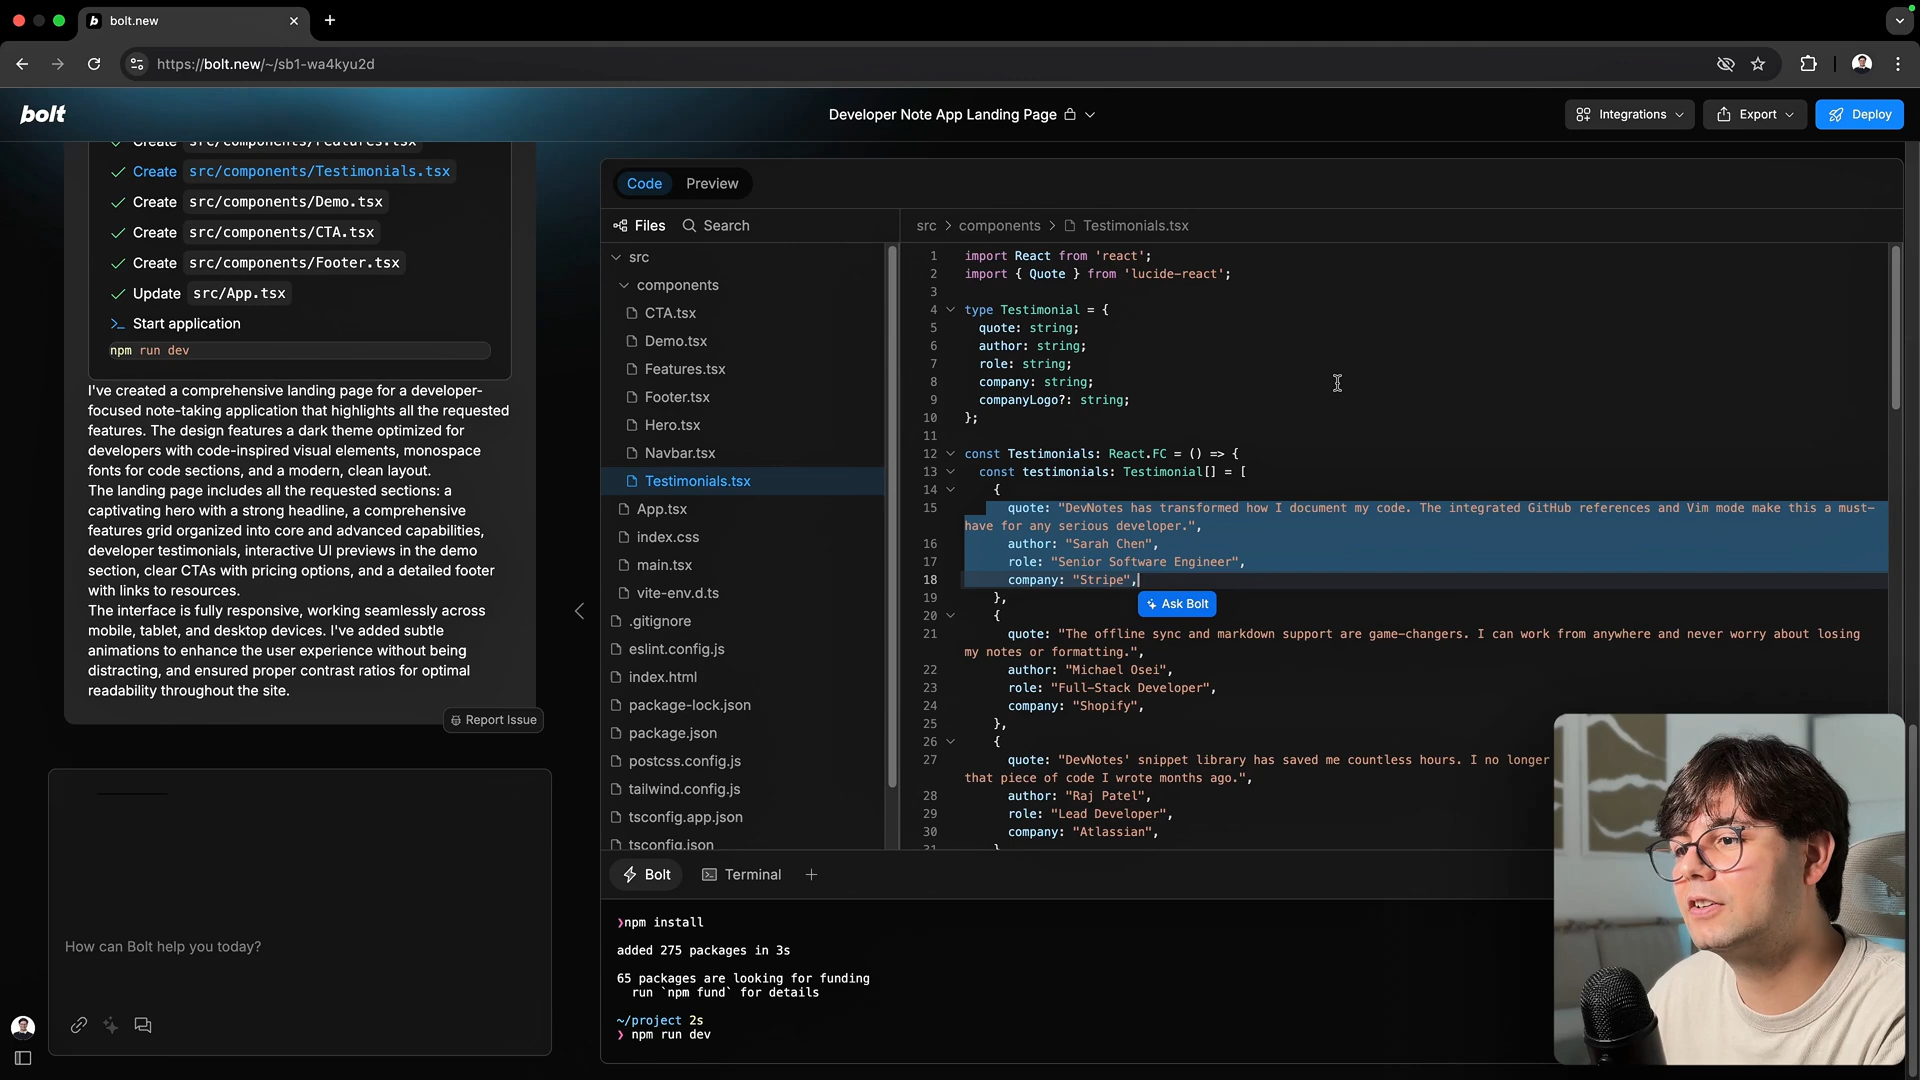 bolt.new
https://bolt.new/~/sb1-wa4kyu2d
bolt
Developer Note App Landing Page
Integrations
Export
Deploy
Create src/components/Features.tsx
Create src/components/Testimonials.tsx
Create src/components/Demo.tsx
Create src/components/CTA.tsx
Create src/components/Footer.tsx
Update src/App.tsx
Start application
npm run dev
I've created a comprehensive landing page for a developer-
focused note-taking application that highlights all the requested
features. The design features a dark theme optimized for
developers with code-inspired visual elements, monospace
fonts for code sections, and a modern, clean layout.
The landing page includes all the requested sections: a
captivating hero with a strong headline, a comprehensive
features grid organized into core and advanced capabilities,
developer testimonials, interactive UI previews in the demo
section, clear CTAs with pricing options, and a detailed footer
with links to resources.
The interface is fully responsive, working seamlessly across
mobile, tablet, and desktop devices. I've added subtle
animations to enhance the user experience without being
distracting, and ensured proper contrast ratios for optimal
readability throughout the site.
Report Issue
How can Bolt help you today?
Code Preview
Files Search
src
components
CTA.tsx
Demo.tsx
Features.tsx
Footer.tsx
Hero.tsx
Navbar.tsx
Testimonials.tsx
App.tsx
index.css
main.tsx
vite-env.d.ts
.gitignore
eslint.config.js
index.html
package-lock.json
package.json
postcss.config.js
tailwind.config.js
tsconfig.app.json
tsconfig.json
src > components > Testimonials.tsx
1 import React from 'react';
2 import { Quote } from 'lucide-react';
3
4 type Testimonial = {
5 quote: string;
6 author: string;
7 role: string;
8 company: string;
9 companyLogo?: string;
10 };
11
12 const Testimonials: React.FC = () => {
13 const testimonials: Testimonial[] = [
14 {
15 quote: "DevNotes has transformed how I document my code. The integrated GitHub references and Vim mode make this a must-
have for any serious developer.",
16 author: "Sarah Chen",
17 role: "Senior Software Engineer",
18 company: "Stripe",
19 },
Ask Bolt
20 {
21 quote: "The offline sync and markdown support are game-changers. I can work from anywhere and never worry about losing
my notes or formatting.",
22 author: "Michael Osei",
23 role: "Full-Stack Developer",
24 company: "Shopify",
25 },
26 {
27 quote: "DevNotes' snippet library has saved me countless hours. I no longer
that piece of code I wrote months ago.",
28 author: "Raj Patel",
29 role: "Lead Developer",
30 company: "Atlassian",
31 }
Bolt Terminal
❯npm install
added 275 packages in 3s
65 packages are looking for funding
run `npm fund` for details
~/project 2s
❯ npm run dev